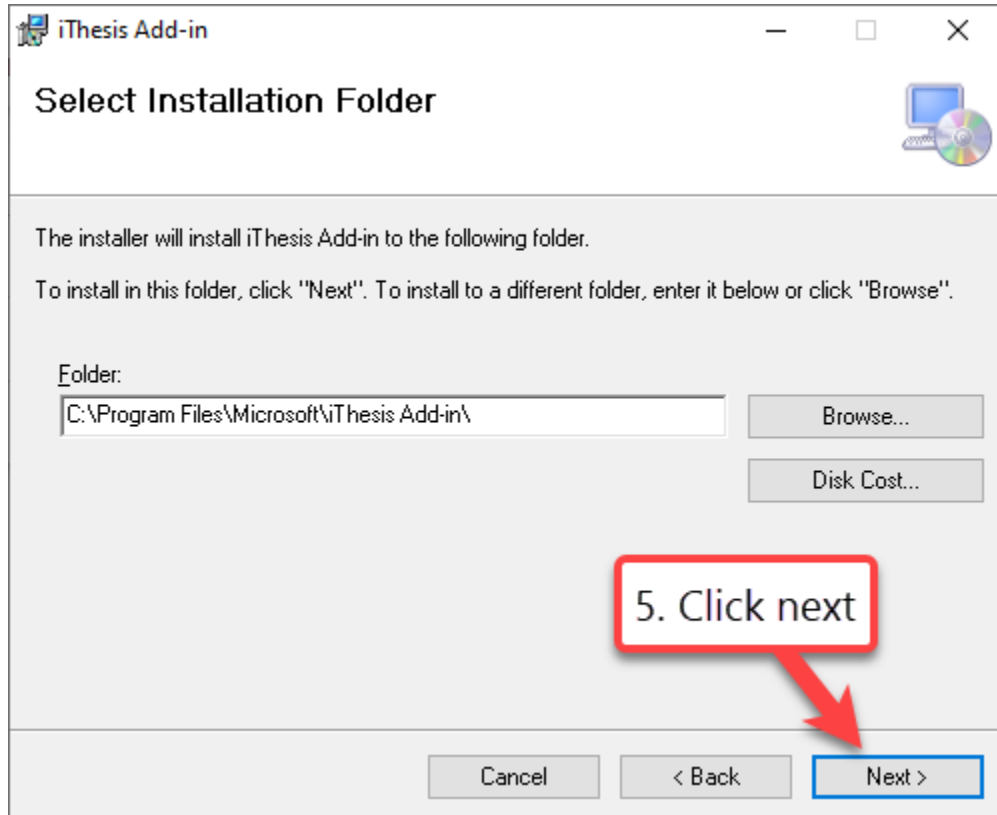 iThesis Add-in
Select Installation Folder
The installer will install iThesis Add-in to the following folder.
To install in this folder, click "Next". To install to a different folder, enter it below or click "Browse".
Folder:
C:\Program Files\Microsoft\iThesis Add-in\
Browse...
Disk Cost...
5. Click next
Cancel
< Back
Next >